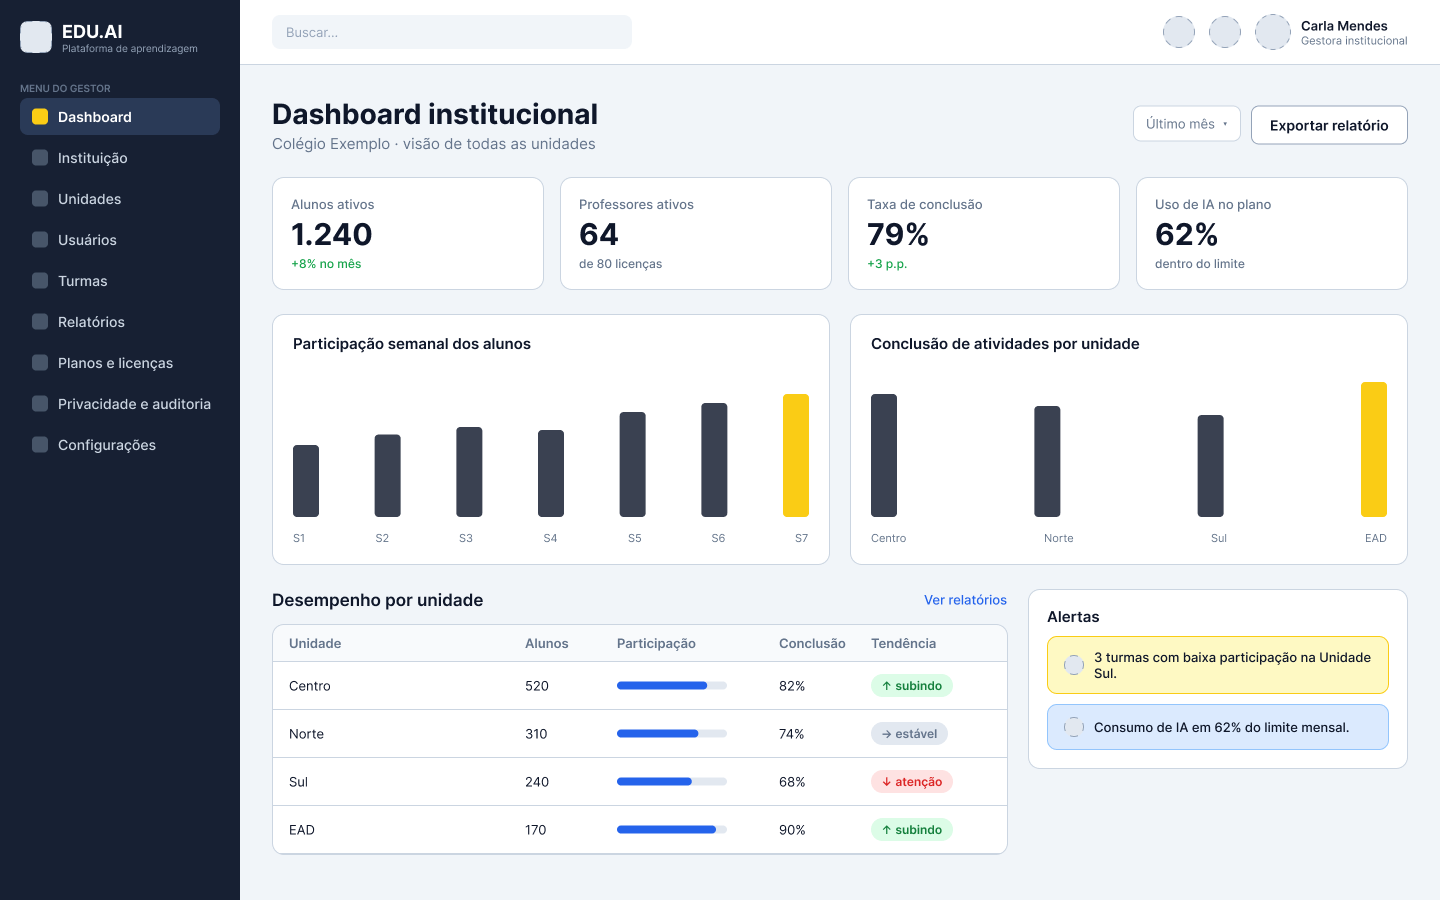 EDU.AI
Plataforma de aprendizagem
MENU DO GESTOR
Dashboard
Instituição
Unidades
Usuários
Turmas
Relatórios
Planos e licenças
Privacidade e auditoria
Configurações
Buscar...
Carla Mendes
Gestora institucional
Dashboard institucional
Colégio Exemplo · visão de todas as unidades
Último mês
Exportar relatório
Alunos ativos
1.240
+8% no mês
Professores ativos
64
de 80 licenças
Taxa de conclusão
79%
+3 p.p.
Uso de IA no plano
62%
dentro do limite
Participação semanal dos alunos
S1 S2 S3 S4 S5 S6 S7
Conclusão de atividades por unidade
Centro Norte Sul EAD
Desempenho por unidade
Ver relatórios
Unidade Alunos Participação Conclusão Tendência
Centro 520 82% ↑ subindo
Norte 310 74% → estável
Sul 240 68% ↓ atenção
EAD 170 90% ↑ subindo
Alertas
3 turmas com baixa participação na Unidade
Sul.
Consumo de IA em 62% do limite mensal.